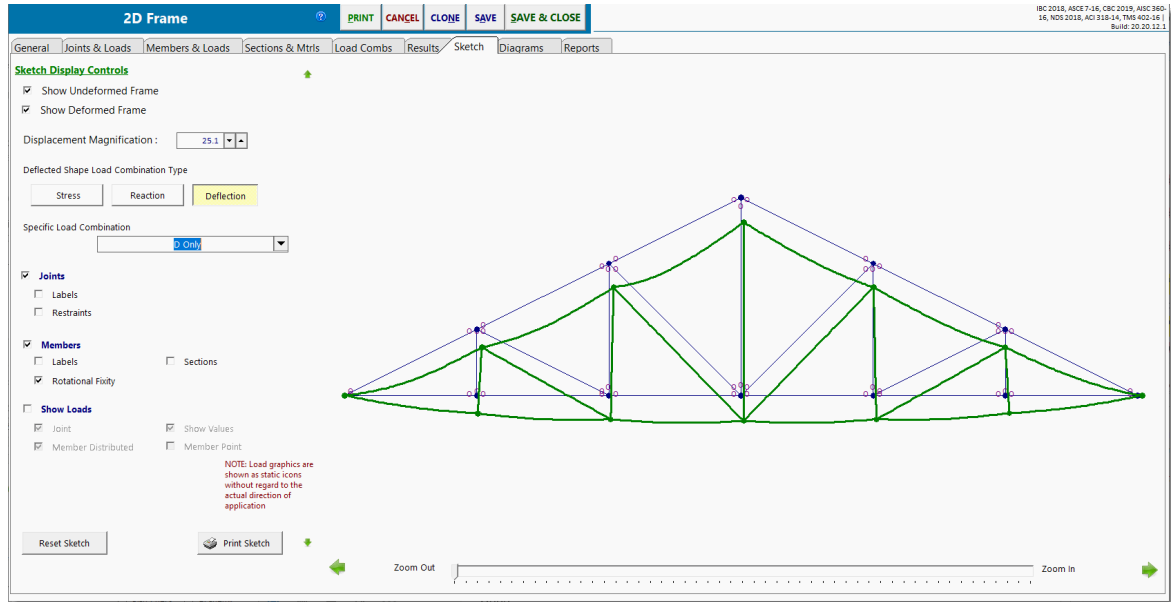 2D Frame
PRINT
CANCEL
CLONE
SAVE
SAVE & CLOSE
IBC 2018, ASCE 7-16, CBC 2019, AISC 360-
16, NDS 2018, ACI 318-14, TMS 402-16 |
Build: 20.20.12.1
General
Joints & Loads
Members & Loads
Sections & Mtrls
Load Combs
Results
Sketch
Diagrams
Reports
Sketch Display Controls
Show Undeformed Frame
Show Deformed Frame
Displacement Magnification : 25.1
Deflected Shape Load Combination Type
Stress
Reaction
Deflection
Specific Load Combination
D Only
Joints
Labels
Restraints
Members
Labels
Sections
Rotational Fixity
Show Loads
Joint
Show Values
Member Distributed
Member Point
NOTE: Load graphics are
shown as static icons
without regard to the
actual direction of
application
Reset Sketch
Print Sketch
Zoom Out
Zoom In